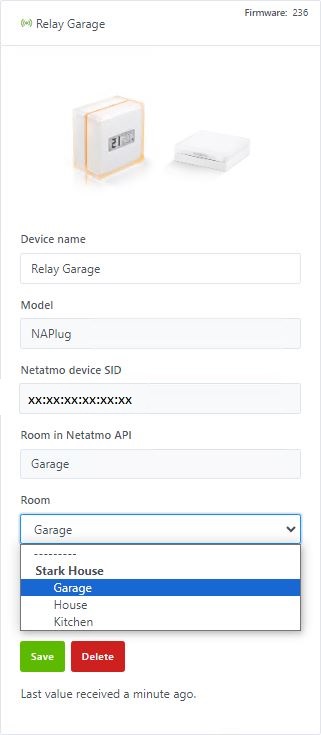 Firmware: 236
Relay Garage
Device name
Relay Garage
Model
NAPlug
Netatmo device SID
xx:xx:xx:xx:xx:xx
Room in Netatmo API
Garage
Room
Garage
---------
Stark House
Garage
House
Kitchen
Save Delete
Last value received a minute ago.